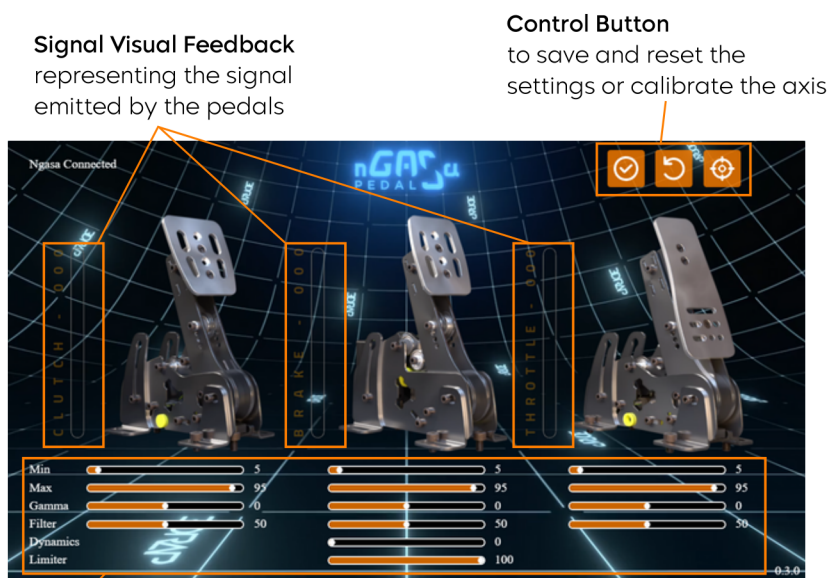 Signal Visual Feedback
representing the signal
emitted by the pedals
Control Button
to save and reset the
settings or calibrate the axis
Ngasa Connected
nGASa
PEDAL
CLUTCH - 000
BRAKE - 000
THROTTLE - 000
Min 5 5 5
Max 95 95 95
Gamma 0 0 0
Filter 50 50 50
Dynamics 0
Limiter 100
0.3.0